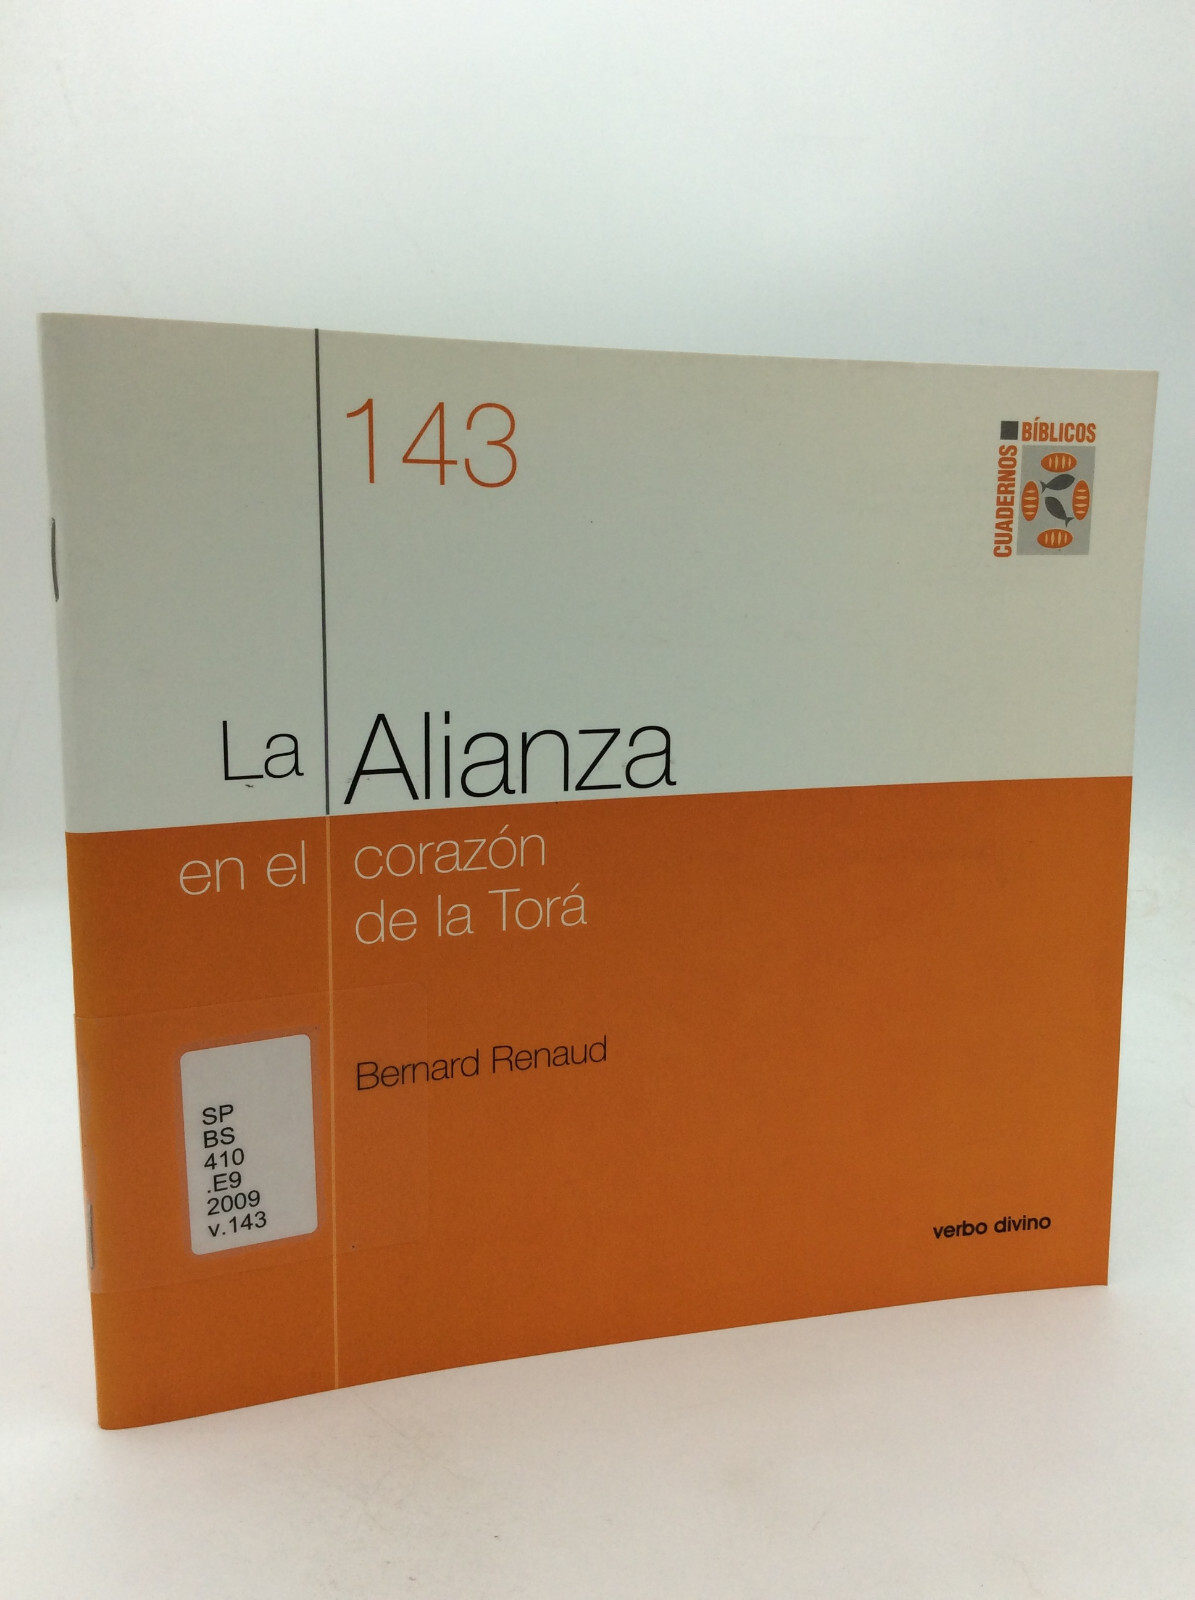 143
CUADERNOS
BÍBLICOS
La Alianza
en el corazón
de la Torá
Bernard Renaud
SP
BS
410
.E9
2009
v.143
verbo divino